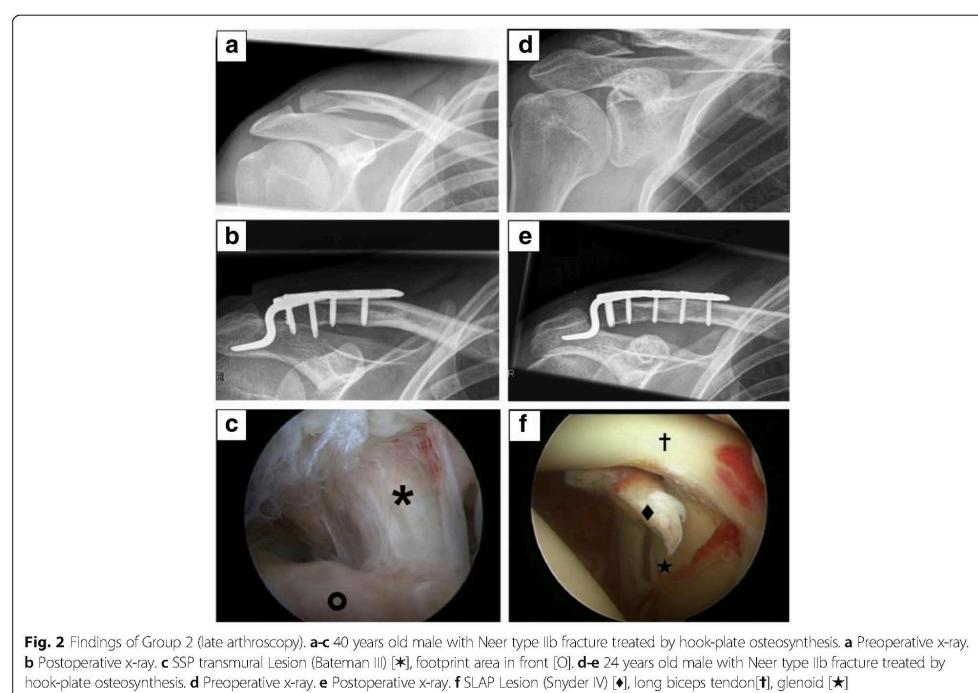 a
d
b
e
R
R
c
f
*
O
†
♦
★
Fig. 2 Findings of Group 2 (late arthroscopy). a-c 40 years old male with Neer type IIb fracture treated by hook-plate osteosynthesis. a Preoperative x-ray.
b Postoperative x-ray. c SSP transmural Lesion (Bateman III) [✶], footprint area in front [O]. d-e 24 years old male with Neer type IIb fracture treated by
hook-plate osteosynthesis. d Preoperative x-ray. e Postoperative x-ray. f SLAP Lesion (Snyder IV) [♦], long biceps tendon[†], glenoid [★]